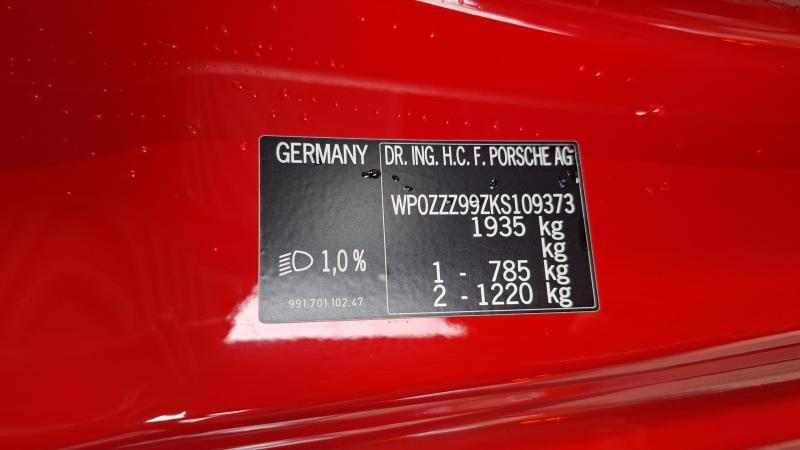 GERMANY
DR. ING. H.C. F. PORSCHE AG
WP0ZZZ99ZKS109373
1935 kg
kg
1 - 785 kg
2 - 1220 kg
1,0 %
991.701.102.47